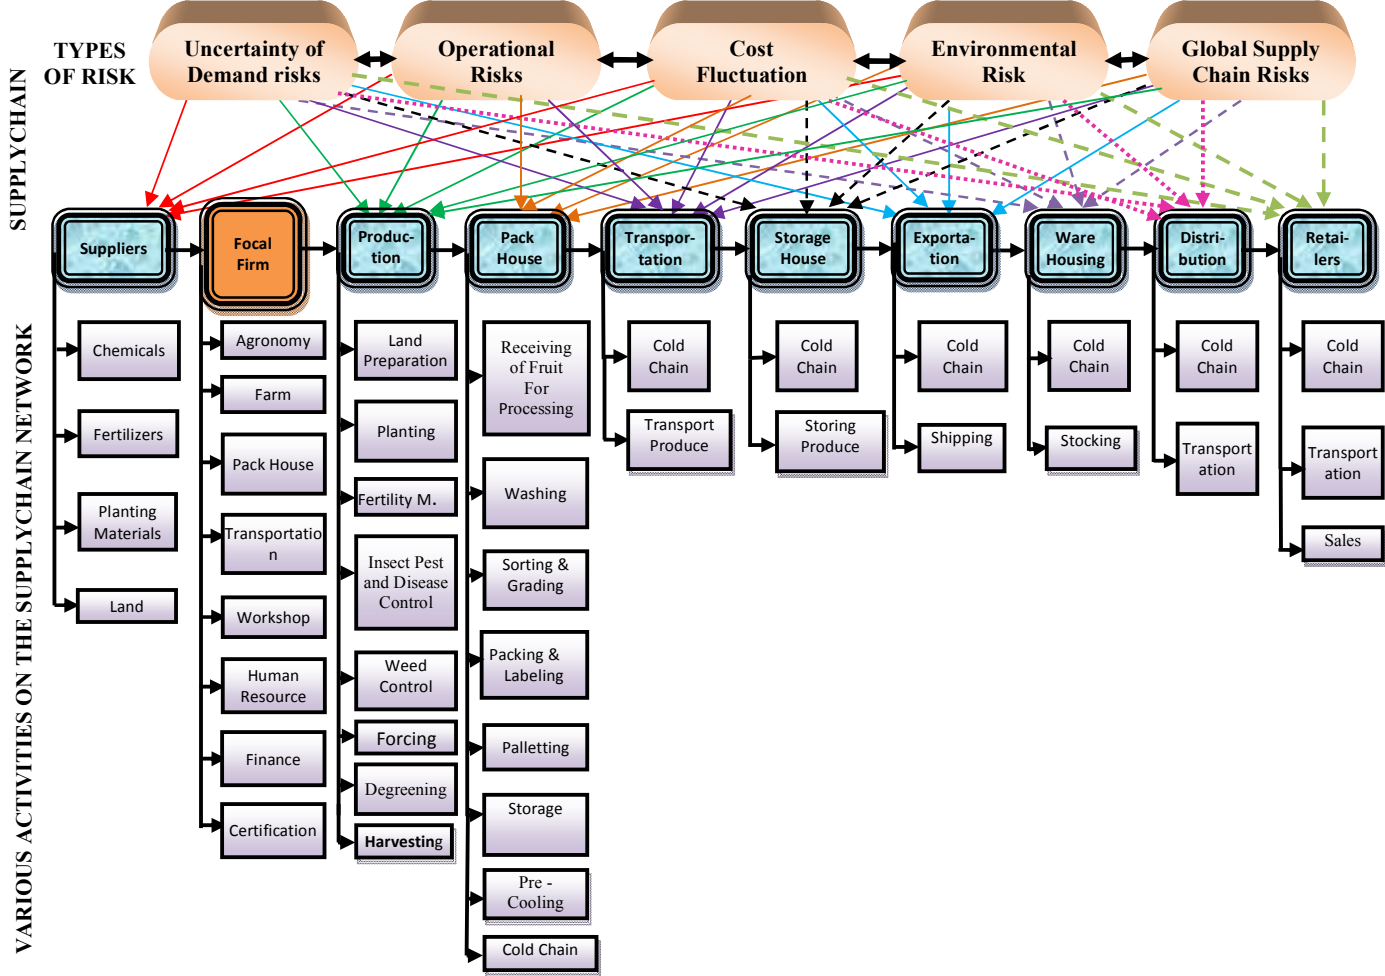 TYPES
OF RISK
Uncertainty of
Demand risks
Operational
Risks
Cost
Fluctuation
Environmental
Risk
Global Supply
Chain Risks
SUPPLYCHAIN
Suppliers
Focal
Firm
Produc-
tion
Pack
House
Transpor-
tation
Storage
House
Exporta-
tion
Ware
Housing
Distri-
bution
Retai-
lers
VARIOUS ACTIVITIES ON THE SUPPLYCHAIN NETWORK
Chemicals
Fertilizers
Planting
Materials
Land
Agronomy
Farm
Pack House
Transportatio
n
Workshop
Human
Resource
Finance
Certification
Land
Preparation
Planting
Fertility M.
Insect Pest
and Disease
Control
Weed
Control
Forcing
Degreening
Harvesting
Receiving
of Fruit
For
Processing
Washing
Sorting &
Grading
Packing &
Labeling
Palletting
Storage
Pre -
Cooling
Cold Chain
Cold
Chain
Transport
Produce
Cold
Chain
Storing
Produce
Cold
Chain
Shipping
Cold
Chain
Stocking
Cold
Chain
Transport
ation
Cold
Chain
Transport
ation
Sales